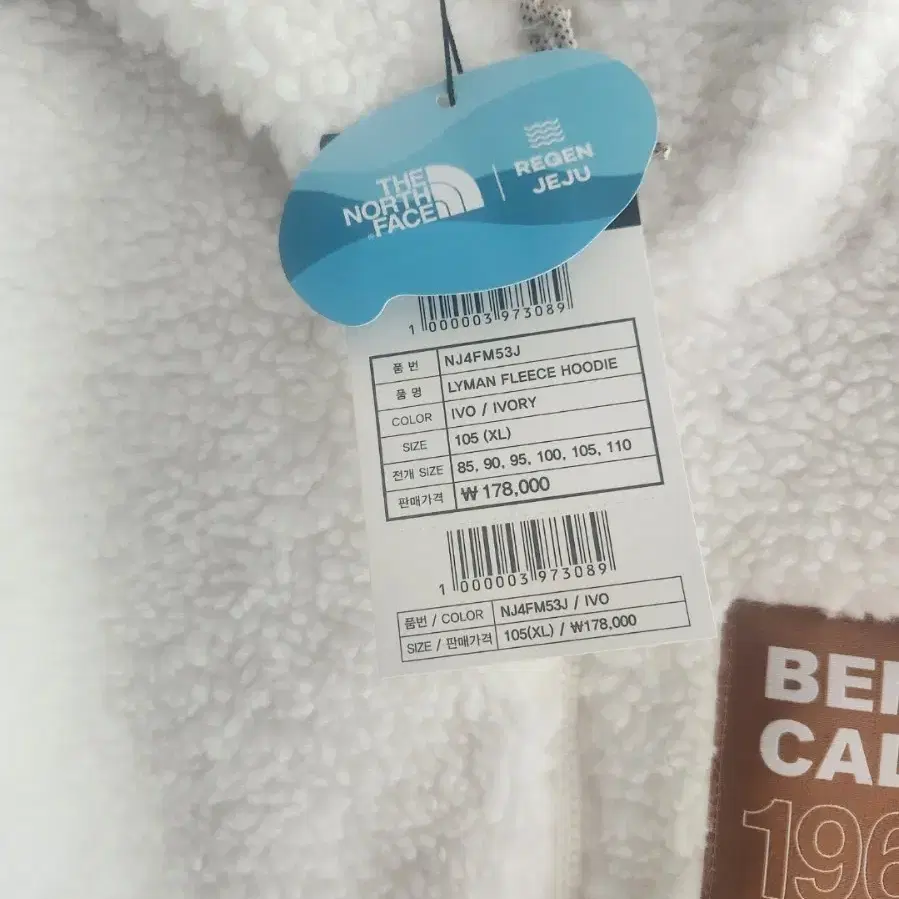 THE
NORTH
FACE
REGEN
JEJU
1 000003 973089
품 번 NJ4FM53J
품 명 LYMAN FLEECE HOODIE
COLOR IVO / IVORY
SIZE 105 (XL)
전개 SIZE 85, 90, 95, 100, 105, 110
판매가격 ₩178,000
1 000003 973089
품번 / COLOR NJ4FM53J / IVO
SIZE / 판매가격 105(XL) / ₩178,000